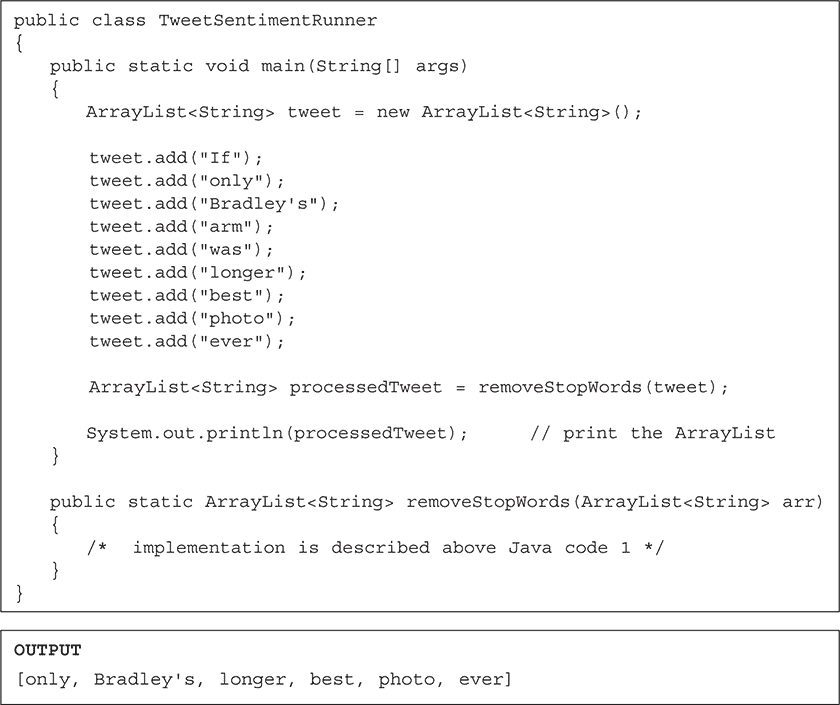 public class TweetSentimentRunner
{
public static void main(String[] args)
{
ArrayList<String> tweet = new ArrayList<String>();
tweet.add("If");
tweet.add("only");
tweet.add("Bradley's");
tweet.add("arm");
tweet.add("was");
tweet.add("longer");
tweet.add("best");
tweet.add("photo");
tweet.add("ever");
ArrayList<String> processedTweet = removeStopWords(tweet);
System.out.println(processedTweet); // print the ArrayList
}
public static ArrayList<String> removeStopWords(ArrayList<String> arr)
{
/* implementation is described above Java code 1 */
}
}
OUTPUT
[only, Bradley's, longer, best, photo, ever]